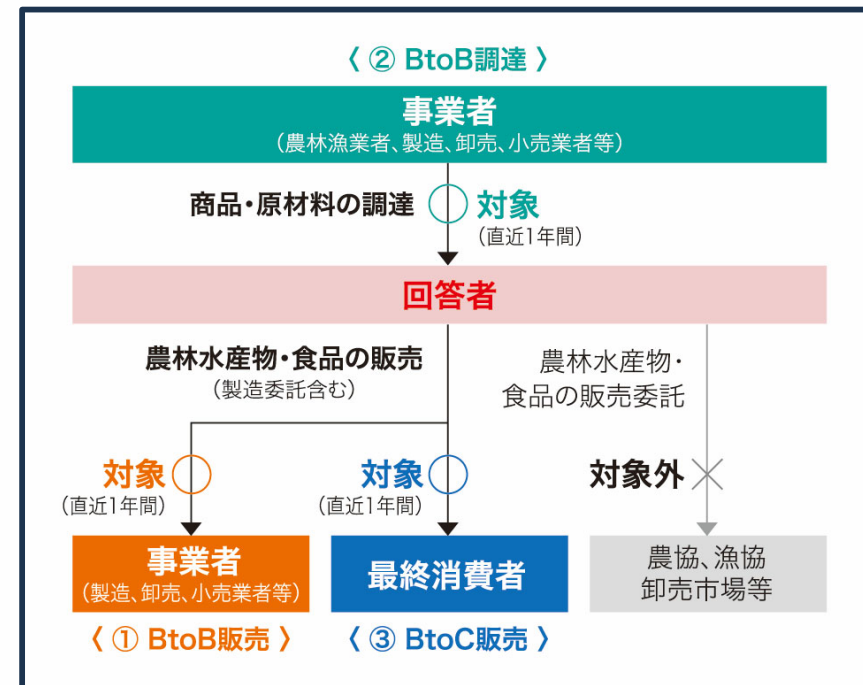 〈 ② BtoB調達 〉
事業者
（農林漁業者、製造、卸売、小売業者等）
商品・原材料の調達
対象
（直近1年間）
回答者
農林水産物・食品の販売
（製造委託含む）
農林水産物・
食品の販売委託
対象
（直近1年間）
対象
（直近1年間）
対象外
事業者
（製造、卸売、小売業者等）
最終消費者
農協、漁協
卸売市場等
〈 ① BtoB販売 〉
〈 ③ BtoC販売 〉